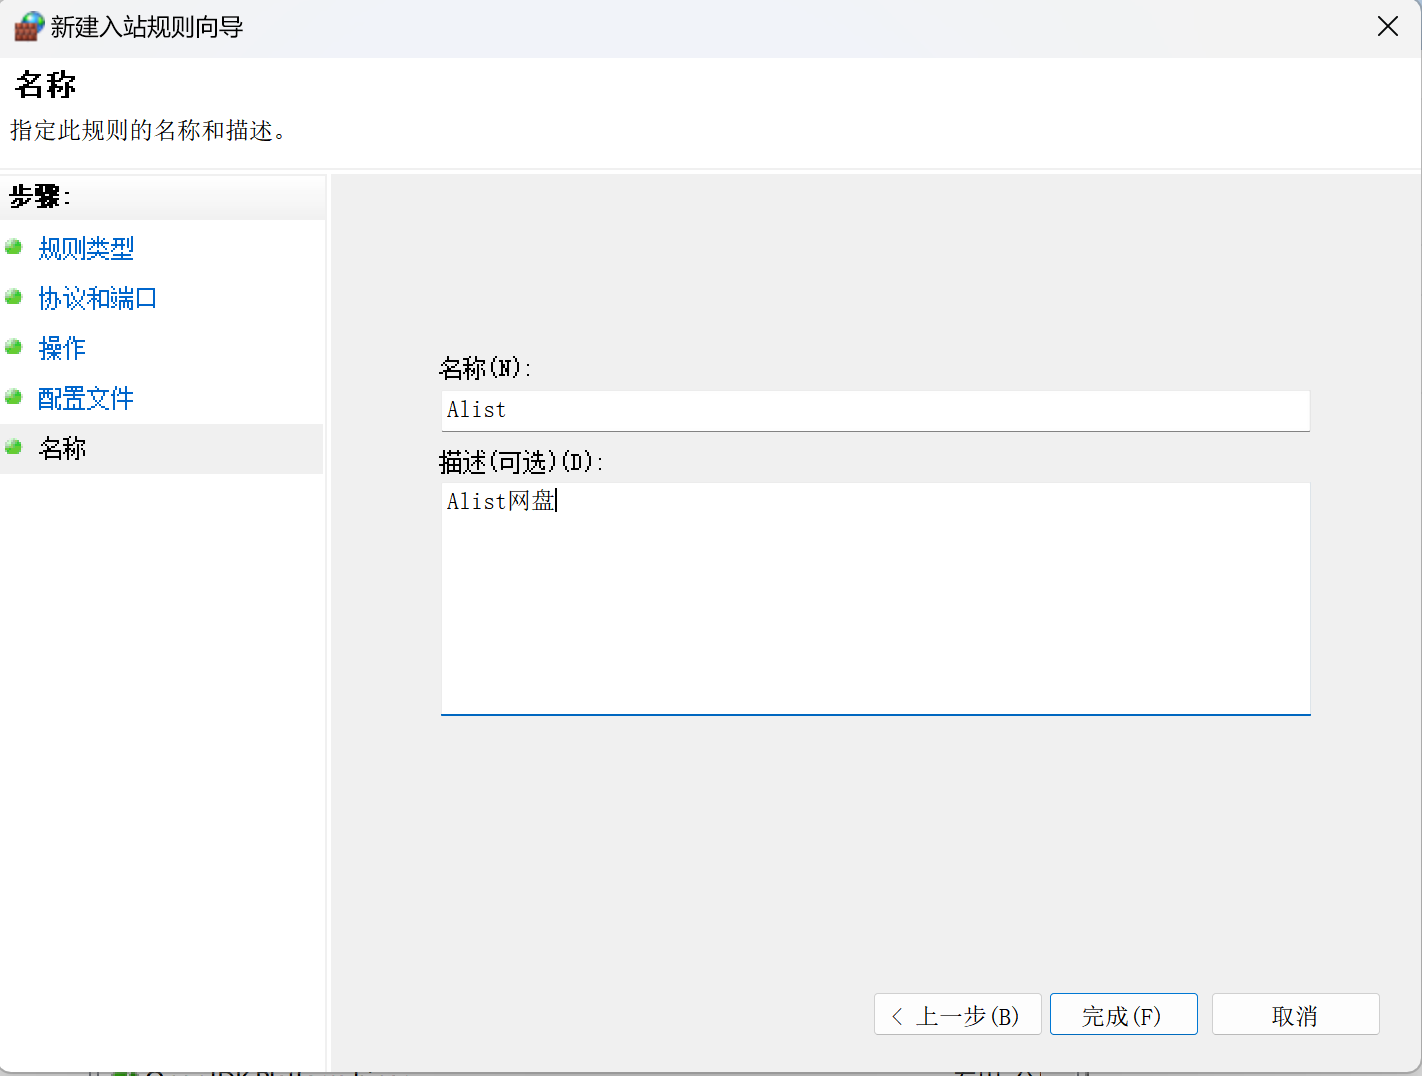 新建入站规则向导
名称
指定此规则的名称和描述。
步骤:
规则类型
协议和端口
操作
配置文件
名称
名称(N):
Alist
描述(可选)(D):
Alist网盘
< 上一步(B)
完成(F)
取消